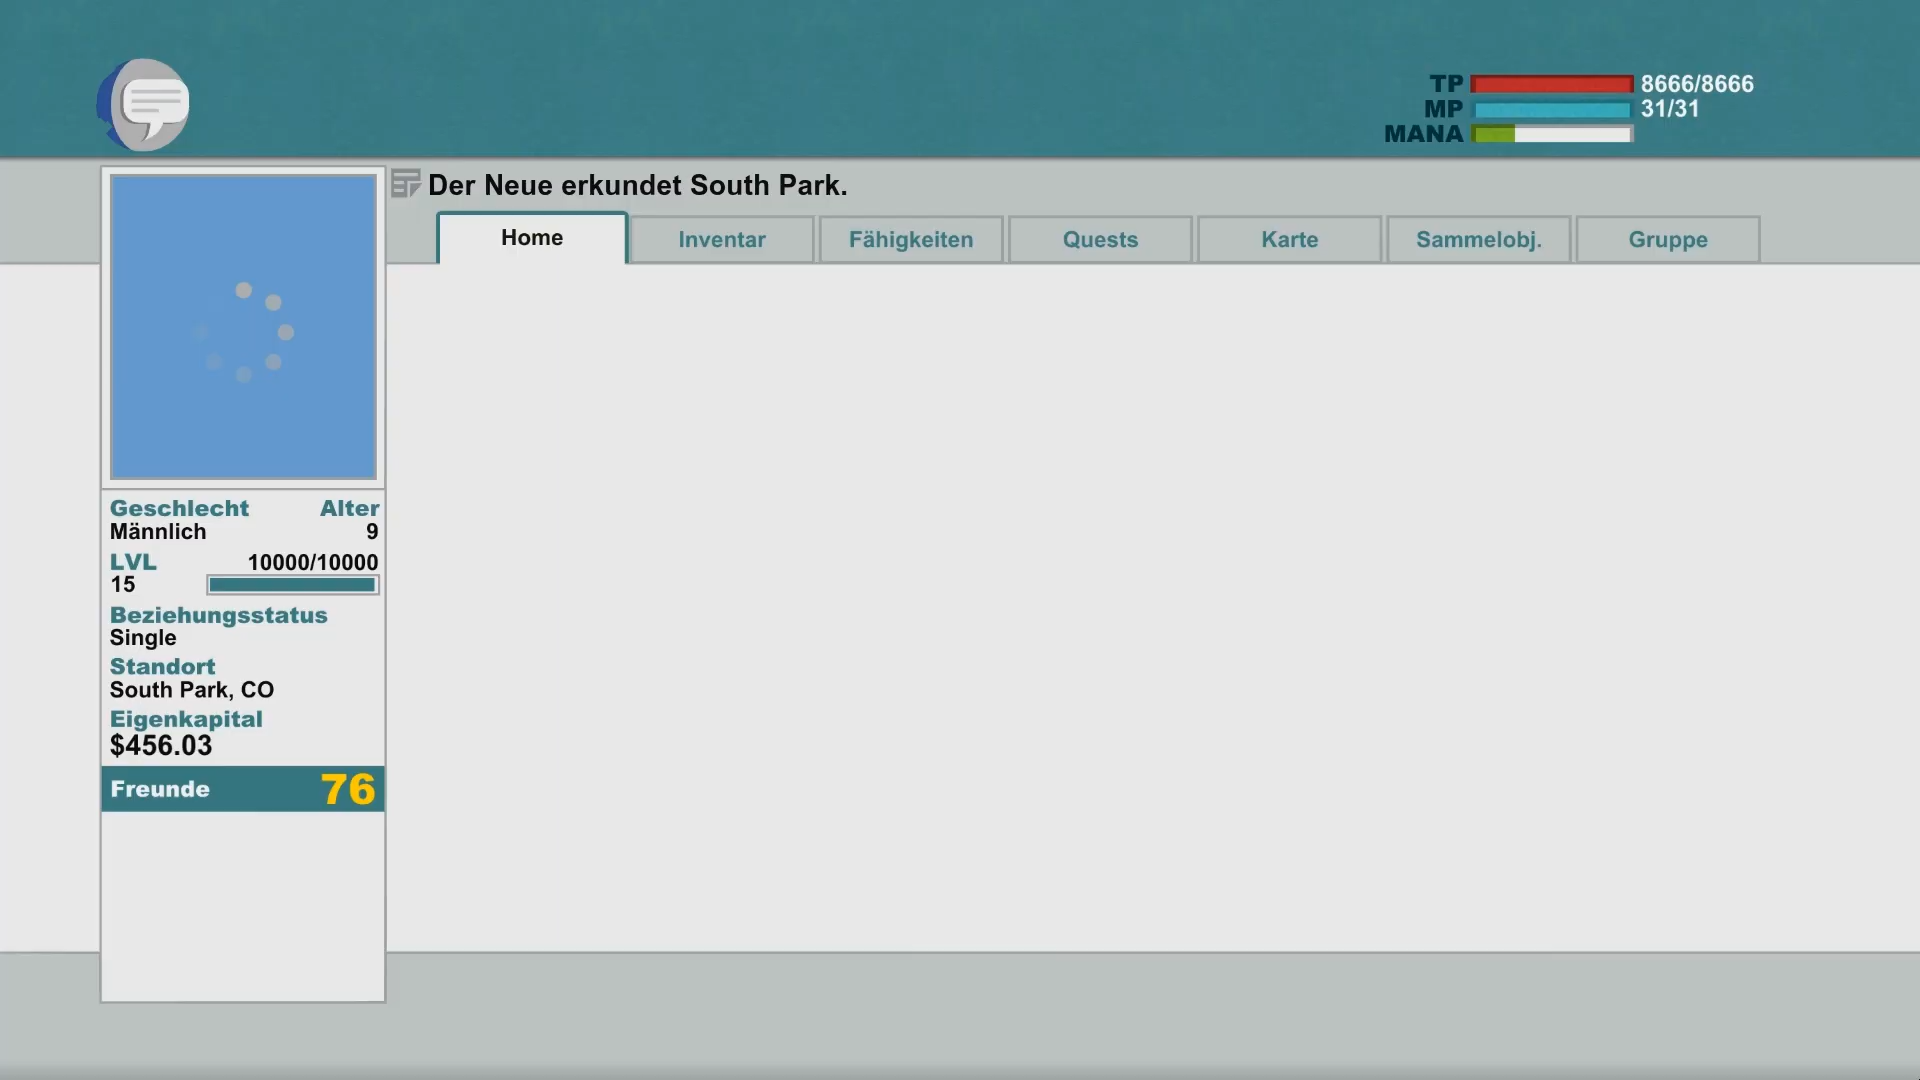 TP 8666/8666
MP 31/31
MANA
Der Neue erkundet South Park.
Home Inventar Fähigkeiten Quests Karte Sammelobj. Gruppe
Geschlecht Alter
Männlich 9
LVL 10000/10000
15
Beziehungsstatus
Single
Standort
South Park, CO
Eigenkapital
$456.03
Freunde 76